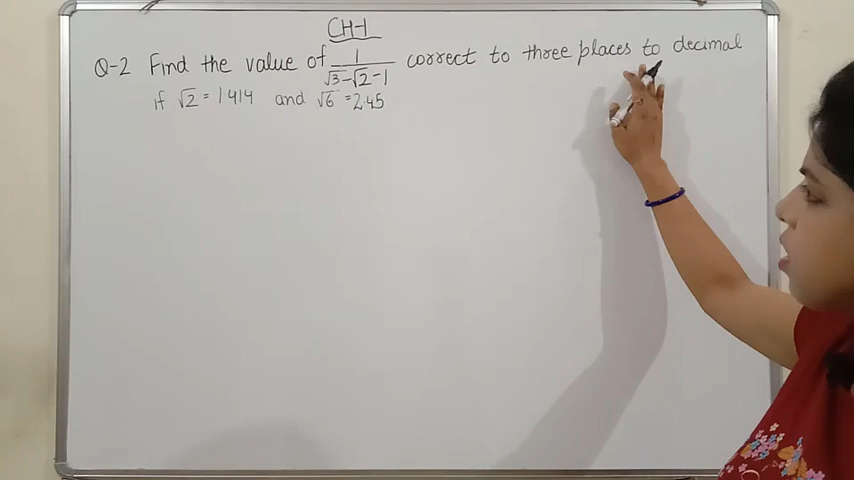 CH-1
Q-2 Find the value of 1/(√3-√2-1) correct to three places to decimal
if √2 = 1.414 and √6 = 2.45